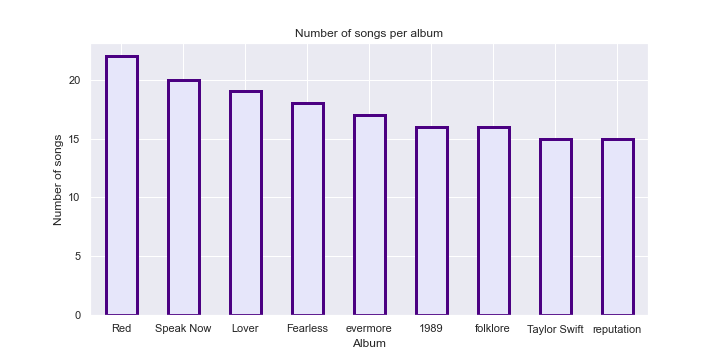 Number of songs per album
Number of songs
20
15
10
5
0
Red Speak Now Lover Fearless evermore 1989 folklore Taylor Swift reputation
Album